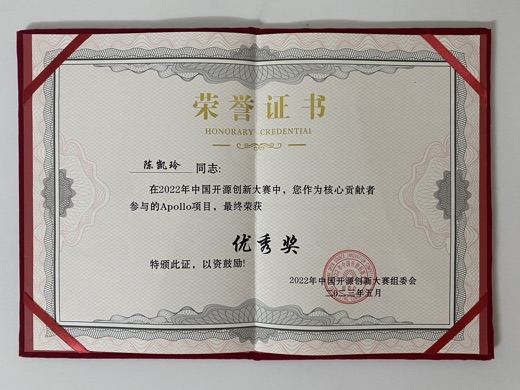 荣誉证书
HONORARY CREDENTIAL
陈凯玲 同志:
在2022年中国开源创新大赛中，您作为核心贡献者
参与的Apollo项目，最终荣获
优秀奖
特颁此证，以资鼓励!
2022年中国开源创新大赛组委会
二〇二三年五月